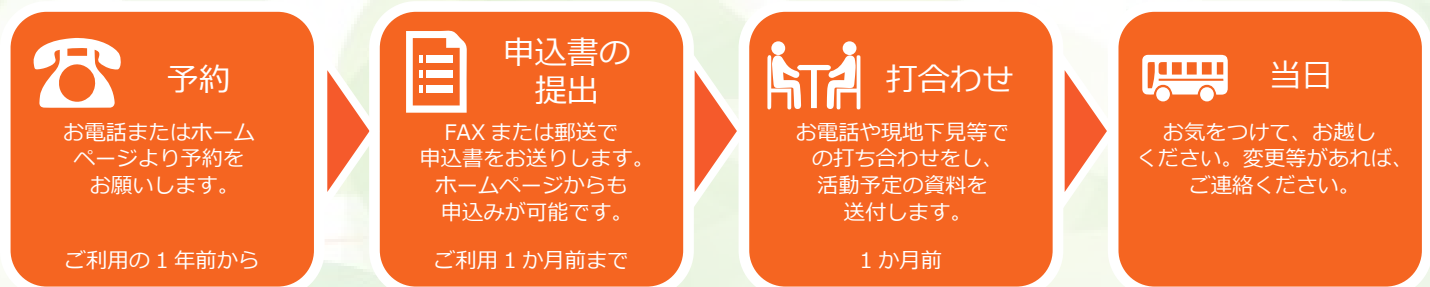 予約
お電話またはホーム
ページより予約を
お願いします。
ご利用の1年前から
申込書の
提出
FAXまたは郵送で
申込書をお送りします。
ホームページからも
申込みが可能です。
ご利用1か月前まで
打合わせ
お電話や現地下見等で
の打ち合わせをし、
活動予定の資料を
送付します。
1か月前
当日
お気をつけて、お越し
ください。変更等があれば、
ご連絡ください。